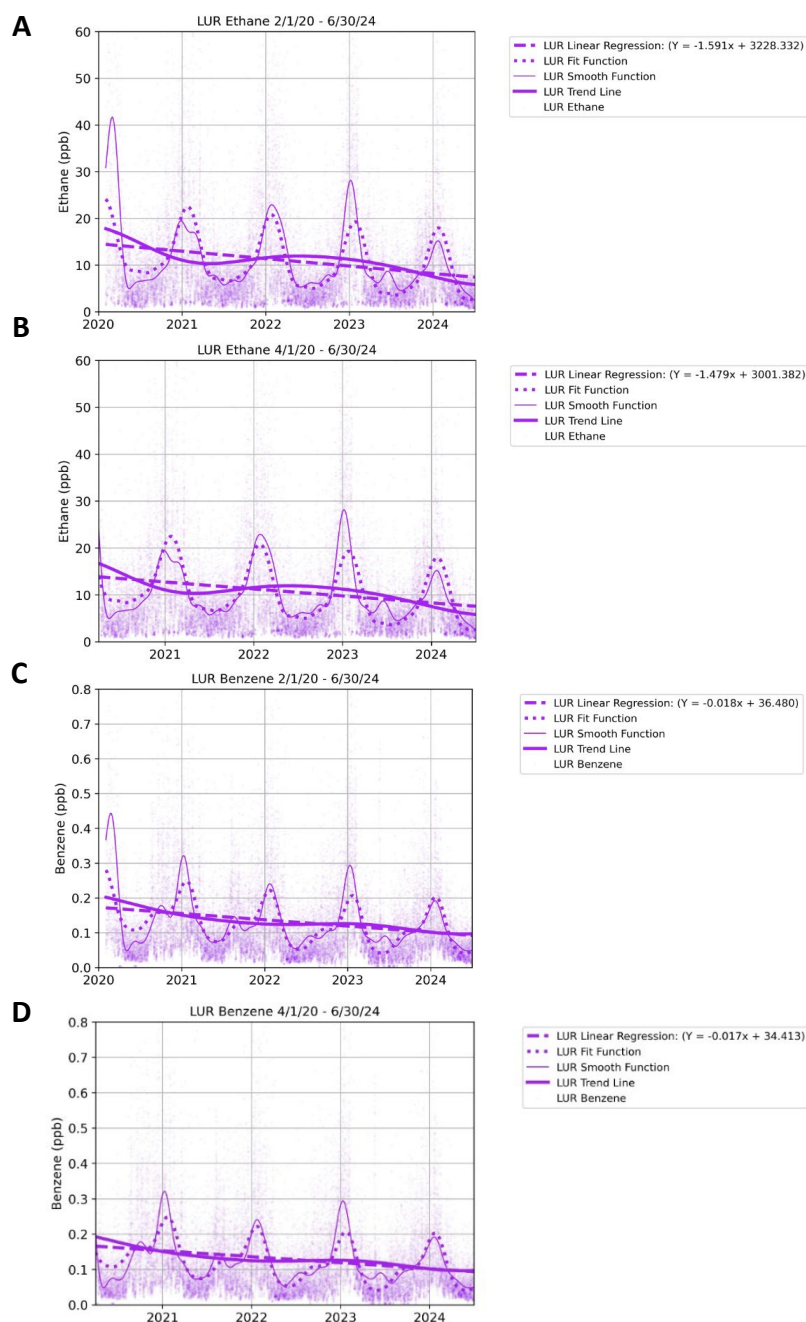 A
LUR Ethane 2/1/20 - 6/30/24
60
50
40
30
20
10
0
Ethane (ppb)
2020 2021 2022 2023 2024
LUR Linear Regression: (Y = -1.591x + 3228.332)
LUR Fit Function
LUR Smooth Function
LUR Trend Line
LUR Ethane
B
LUR Ethane 4/1/20 - 6/30/24
60
50
40
30
20
10
0
Ethane (ppb)
2021 2022 2023 2024
LUR Linear Regression: (Y = -1.479x + 3001.382)
LUR Fit Function
LUR Smooth Function
LUR Trend Line
LUR Ethane
C
LUR Benzene 2/1/20 - 6/30/24
0.8
0.7
0.6
0.5
0.4
0.3
0.2
0.1
0.0
Benzene (ppb)
2020 2021 2022 2023 2024
LUR Linear Regression: (Y = -0.018x + 36.480)
LUR Fit Function
LUR Smooth Function
LUR Trend Line
LUR Benzene
D
LUR Benzene 4/1/20 - 6/30/24
0.8
0.7
0.6
0.5
0.4
0.3
0.2
0.1
0.0
Benzene (ppb)
2021 2022 2023 2024
LUR Linear Regression: (Y = -0.017x + 34.413)
LUR Fit Function
LUR Smooth Function
LUR Trend Line
LUR Benzene